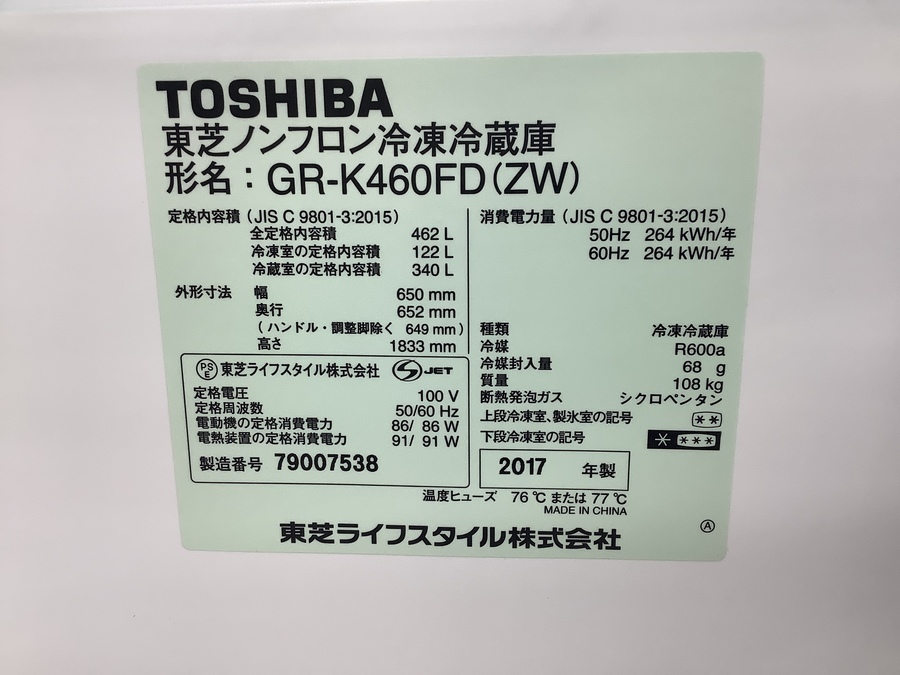 TOSHIBA
東芝ノンフロン冷凍冷蔵庫
形名：GR-K460FD(ZW)
定格内容積（JIS C 9801-3:2015）
全定格内容積 462 L
冷凍室の定格内容積 122 L
冷蔵室の定格内容積 340 L
外形寸法 幅 650 mm
奥行 652 mm
（ハンドル・調整脚除く 649 mm）
高さ 1833 mm
PSE 東芝ライフスタイル株式会社 JET
定格電圧 100 V
定格周波数 50/60 Hz
電動機の定格消費電力 86/ 86 W
電熱装置の定格消費電力 91/ 91 W
製造番号 79007538
消費電力量（JIS C 9801-3:2015）
50Hz 264 kWh/年
60Hz 264 kWh/年
種類 冷凍冷蔵庫
冷媒 R600a
冷媒封入量 68 g
質量 108 kg
断熱発泡ガス シクロペンタン
上段冷凍室、製氷室の記号 **
下段冷凍室の記号 * ***
2017 年製
温度ヒューズ 76 ℃ または 77 ℃
MADE IN CHINA
東芝ライフスタイル株式会社
Ⓐ